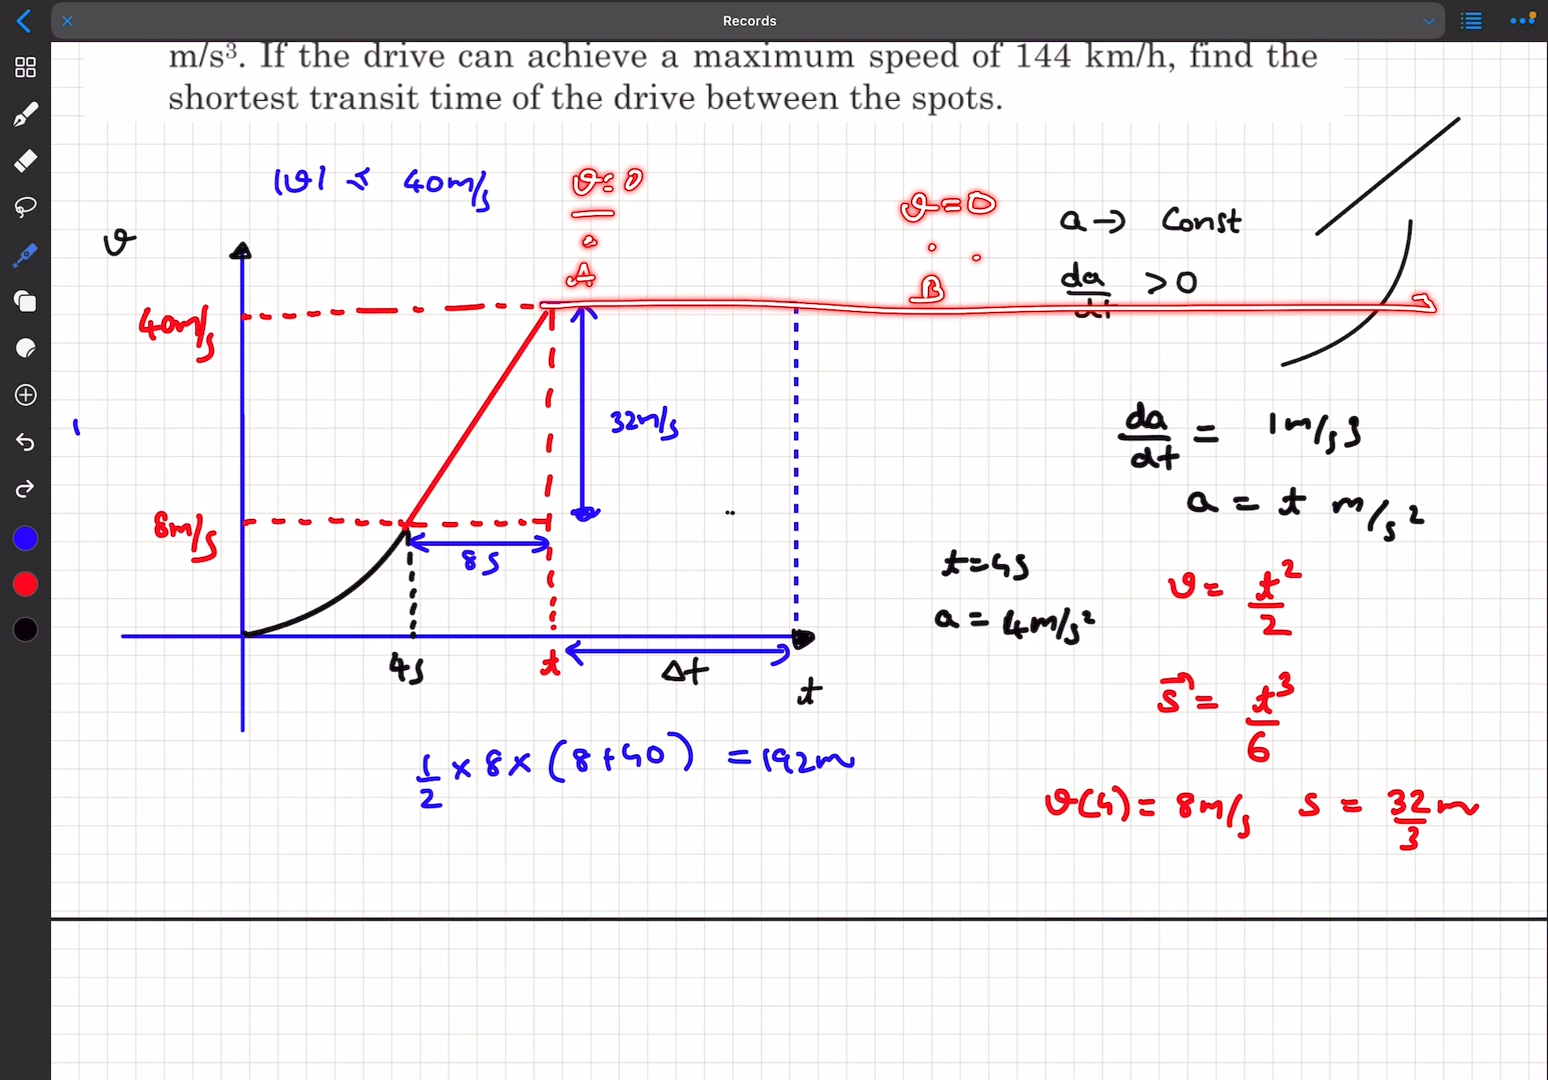 Records
m/s³. If the drive can achieve a maximum speed of 144 km/h, find the
shortest transit time of the drive between the spots.
|v| ≤ 40m/s
v=0
A
v=0
B
a → Const
da/dt > 0
v
40m/s
32m/s
8m/s
8s
4s
t
Δt
t
da/dt = 1m/s3
a = t m/s2
t=4s
a = 4m/s²
v = t²/2
s = t³/6
1/2 × 8 × (8+40) = 192m
v(4) = 8m/s s = 32/3 m